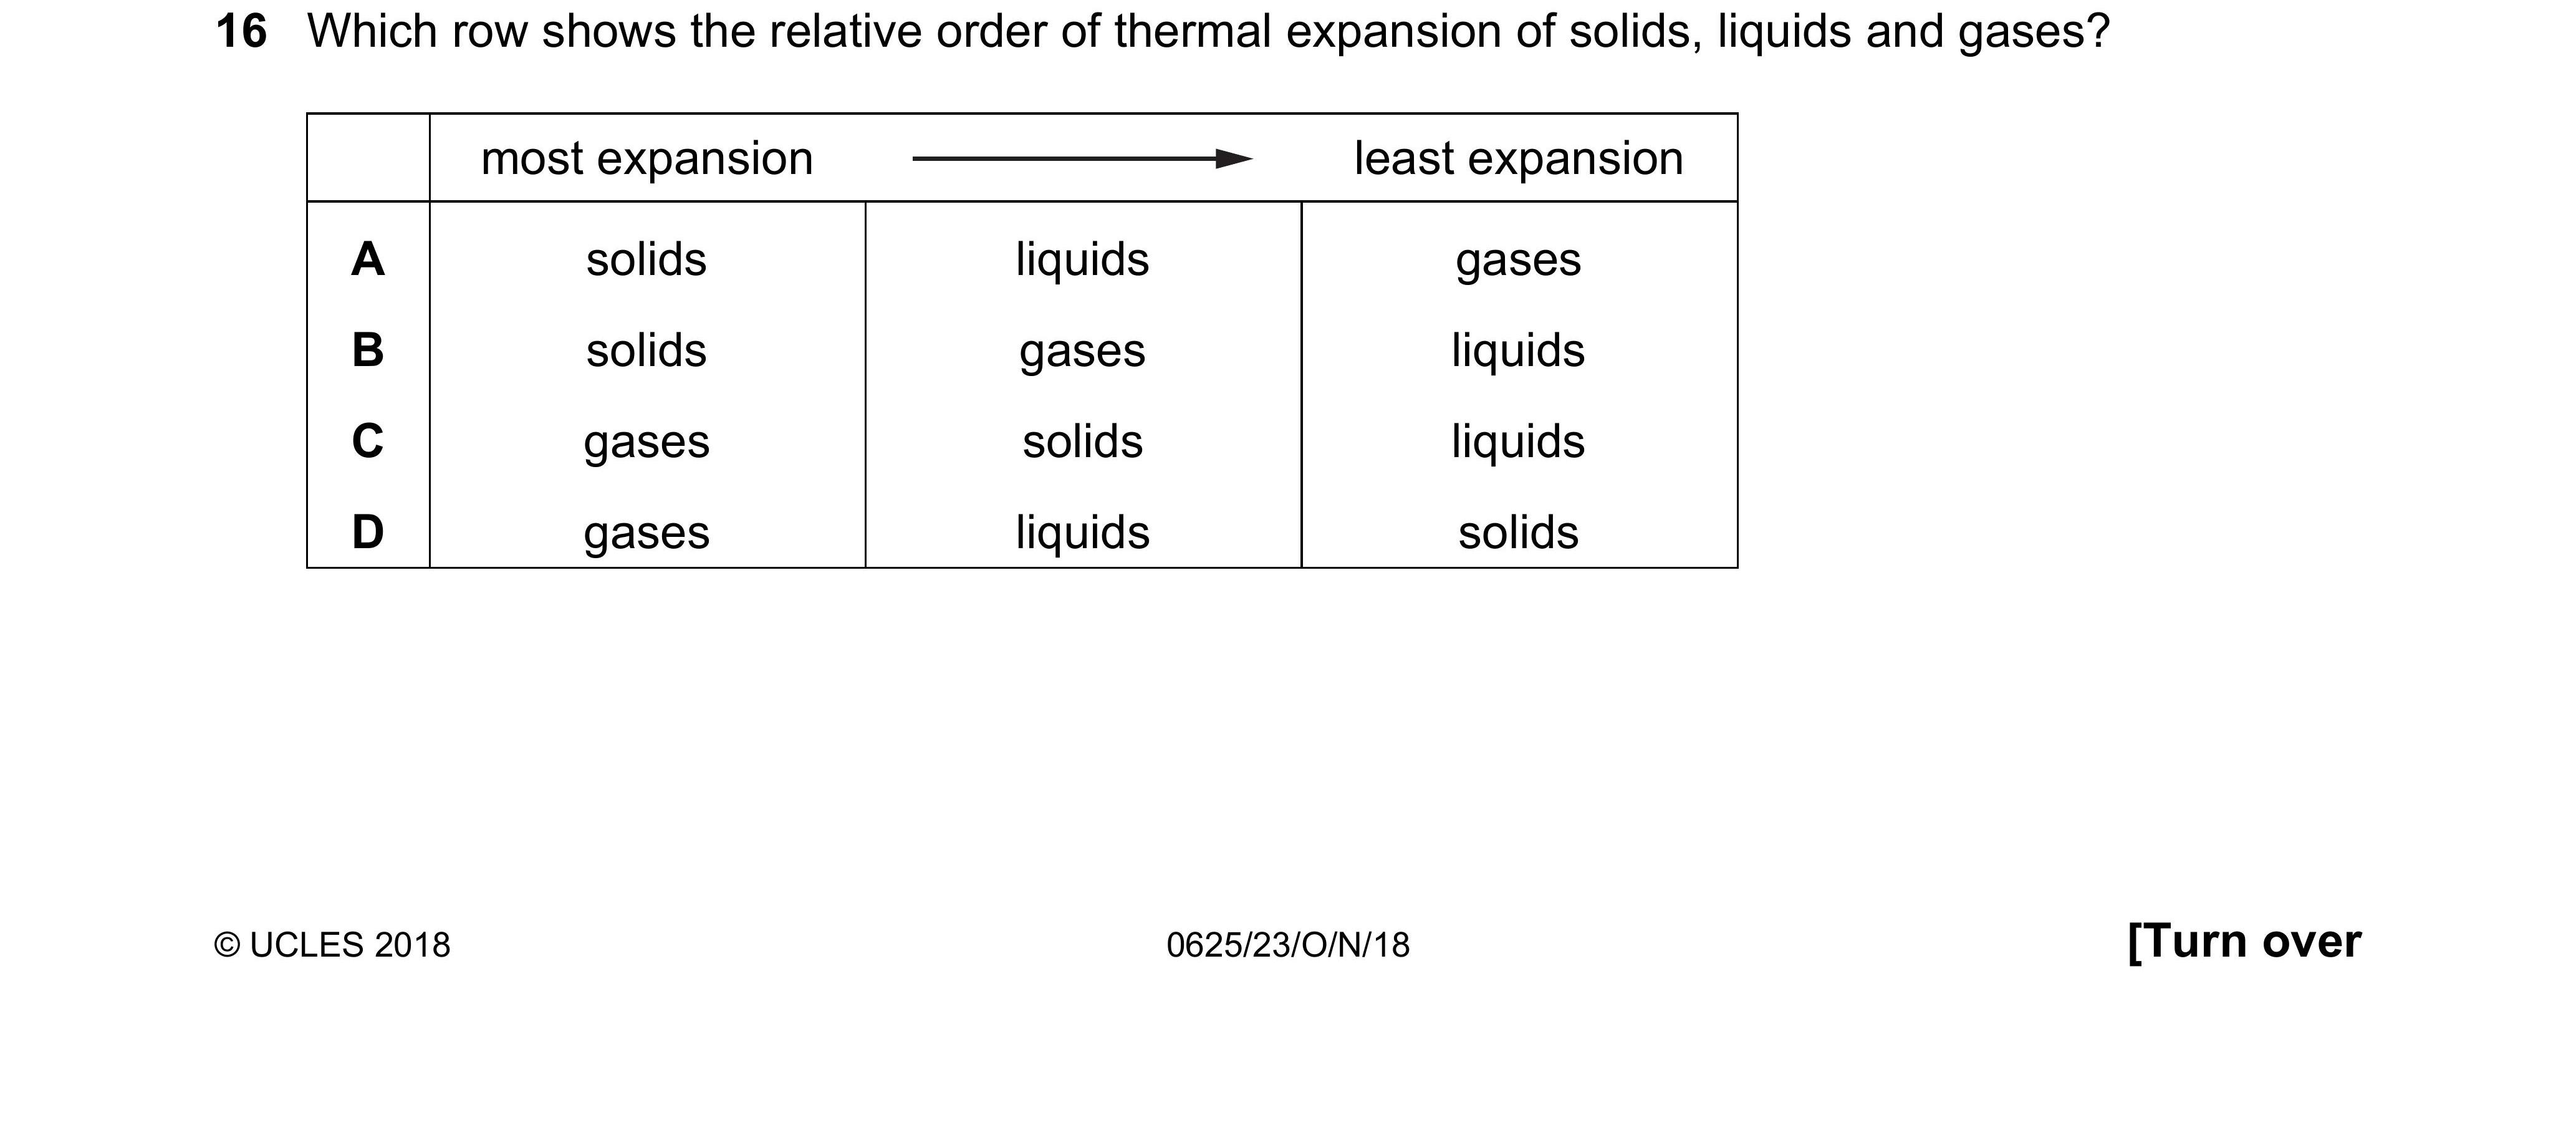 16 Which row shows the relative order of thermal expansion of solids, liquids and gases?
most expansion least expansion
A solids liquids gases
B solids gases liquids
C gases solids liquids
D gases liquids solids
© UCLES 2018 0625/23/O/N/18 [Turn over